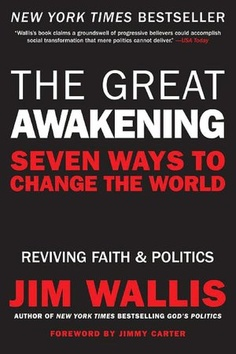 NEW YORK TIMES BESTSELLER
"Wallis's book claims a groundswell of progressive believers could accomplish
social transformation that mere politics cannot deliver." —USA Today
THE GREAT
AWAKENING
SEVEN WAYS TO
CHANGE THE WORLD
REVIVING FAITH & POLITICS
JIM WALLIS
AUTHOR OF NEW YORK TIMES BESTSELLING GOD'S POLITICS
FOREWORD BY JIMMY CARTER